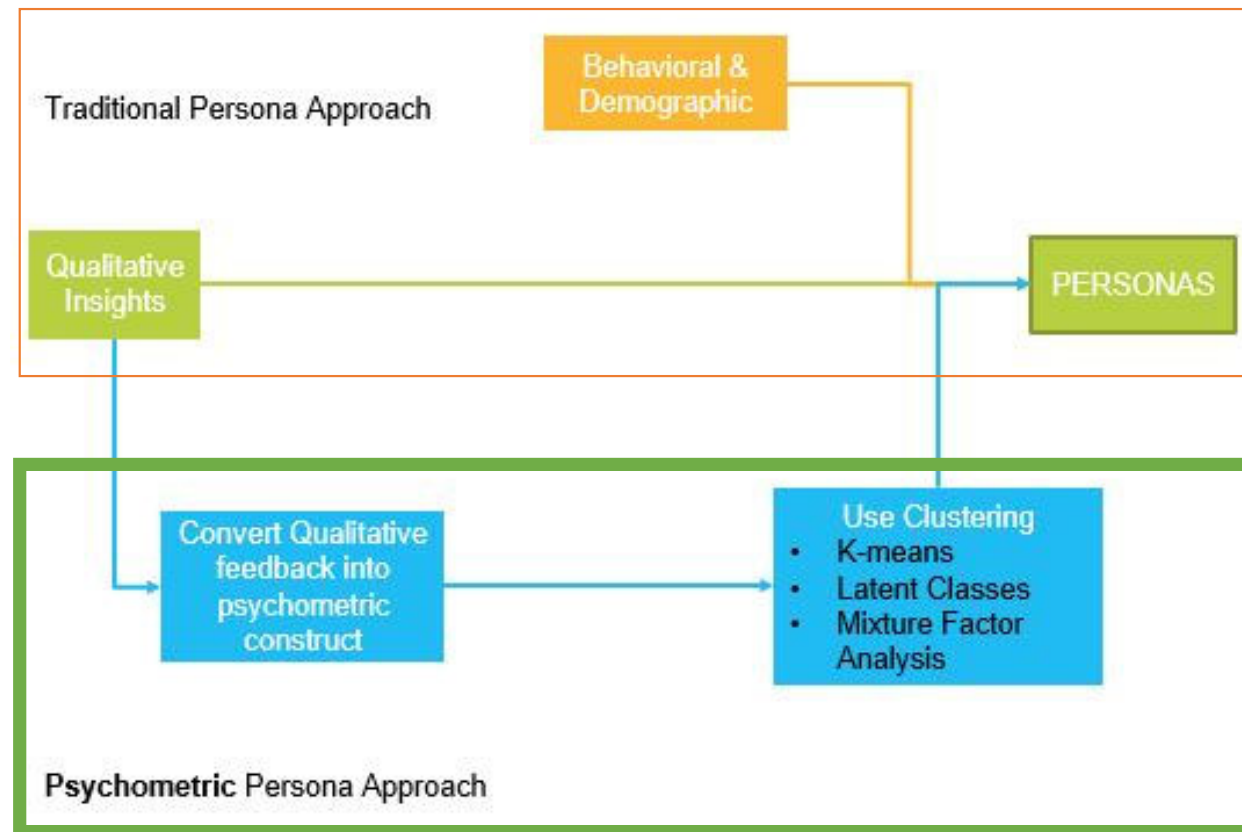 Behavioral &
Demographic
Traditional Persona Approach
Qualitative
Insights
PERSONAS
Convert Qualitative
feedback into
psychometric
construct
Use Clustering
• K-means
• Latent Classes
• Mixture Factor
Analysis
Psychometric Persona Approach